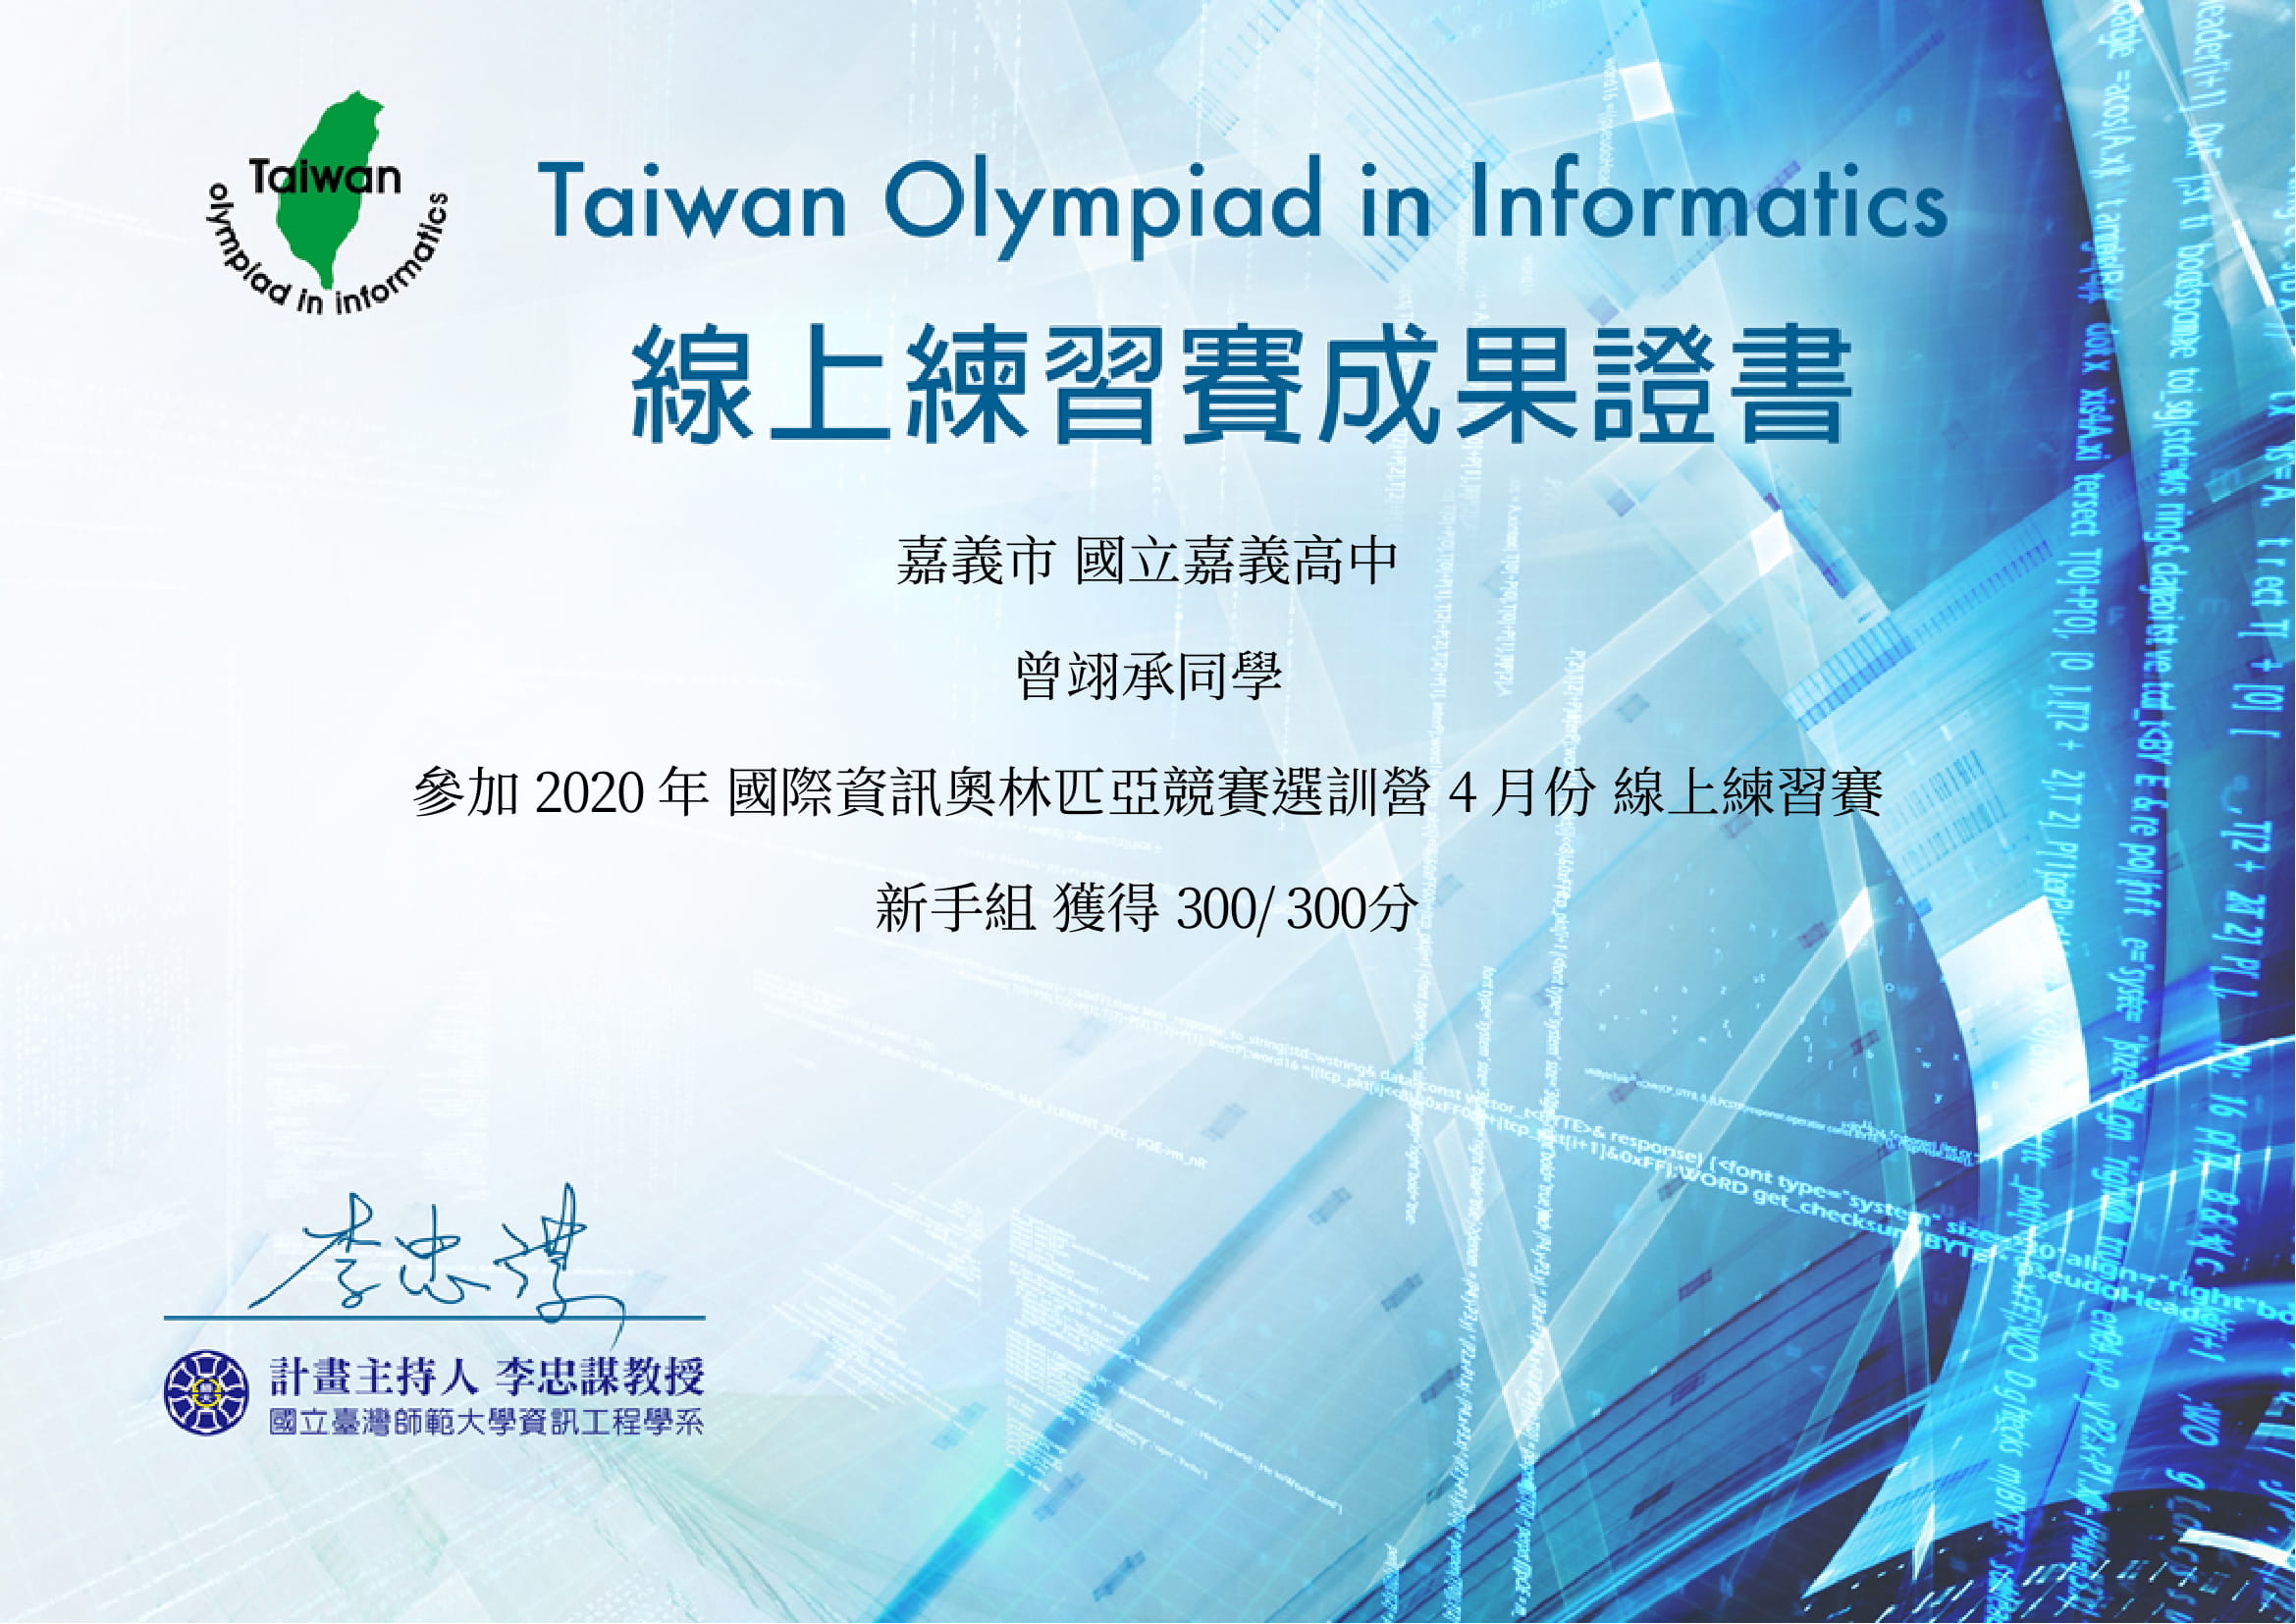 Taiwan
olympiad in informatics
Taiwan Olympiad in Informatics
線上練習賽成果證書
嘉義市 國立嘉義高中
曾翊承同學
參加 2020 年 國際資訊奧林匹亞競賽選訓營 4 月份 線上練習賽
新手組 獲得 300/ 300分
李忠謀
計畫主持人 李忠謀教授
國立臺灣師範大學資訊工程學系